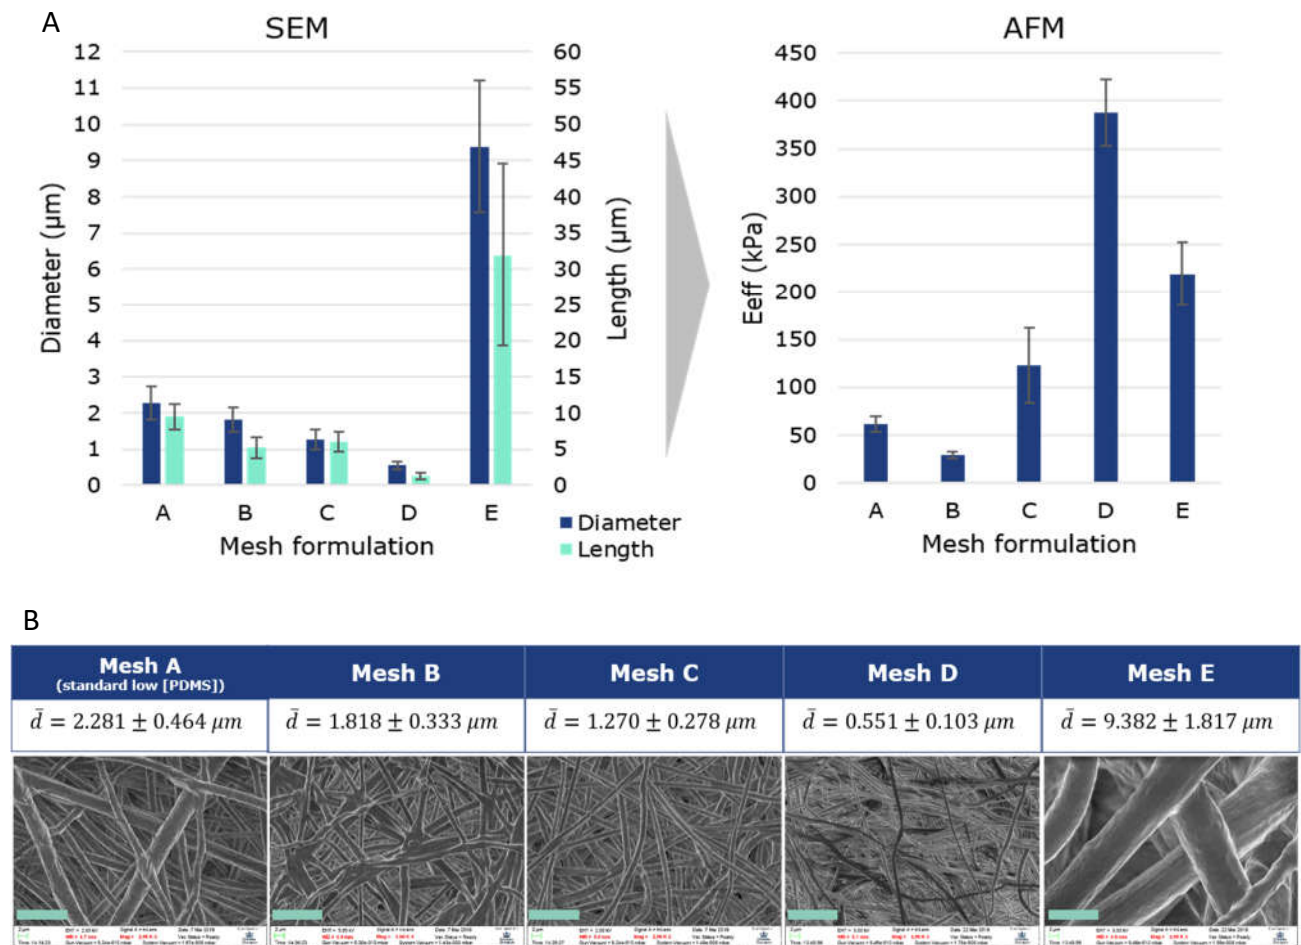 A
SEM
12
11
10
9
8
7
6
5
4
3
2
1
0
Diameter (µm)
60
55
50
45
40
35
30
25
20
15
10
5
0
Length (µm)
A B C D E
Mesh formulation
Diameter
Length
AFM
450
400
350
300
250
200
150
100
50
0
Eeff (kPa)
A B C D E
Mesh formulation
B
Mesh A
(standard low [PDMS])
Mesh B
Mesh C
Mesh D
Mesh E
d̄ = 2.281 ± 0.464 µm
d̄ = 1.818 ± 0.333 µm
d̄ = 1.270 ± 0.278 µm
d̄ = 0.551 ± 0.103 µm
d̄ = 9.382 ± 1.817 µm